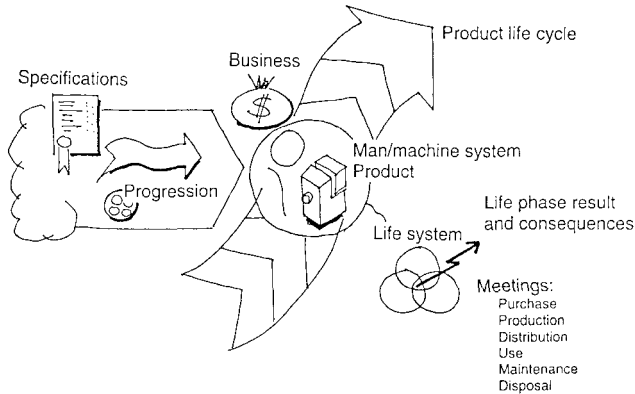 Product life cycle
Business
$
Specifications
Man/machine system
Product
Progression
Life phase result
and consequences
Life system
Meetings:
Purchase
Production
Distribution
Use
Maintenance
Disposal